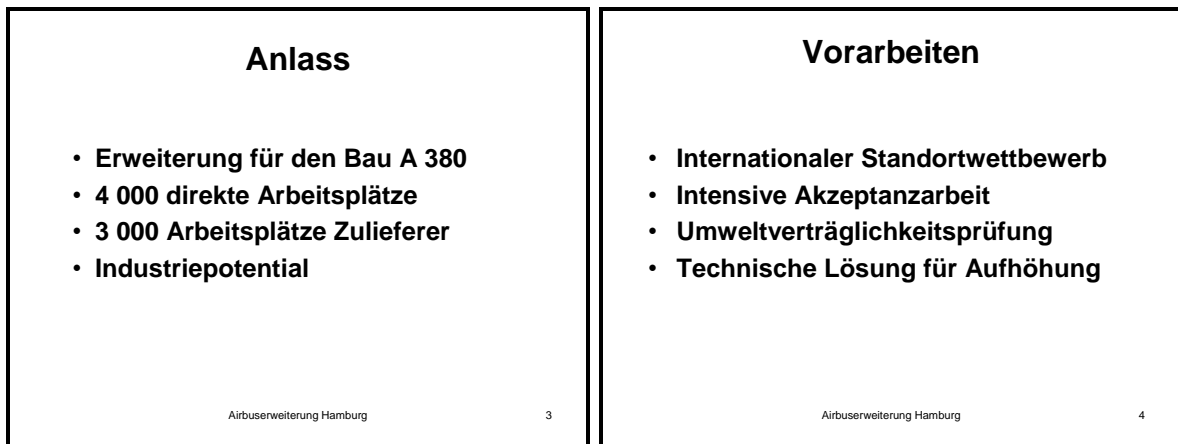 Anlass
• Erweiterung für den Bau A 380
• 4 000 direkte Arbeitsplätze
• 3 000 Arbeitsplätze Zulieferer
• Industriepotential
Airbuserweiterung Hamburg 3
Vorarbeiten
• Internationaler Standortwettbewerb
• Intensive Akzeptanzarbeit
• Umweltverträglichkeitsprüfung
• Technische Lösung für Aufhöhung
Airbuserweiterung Hamburg 4